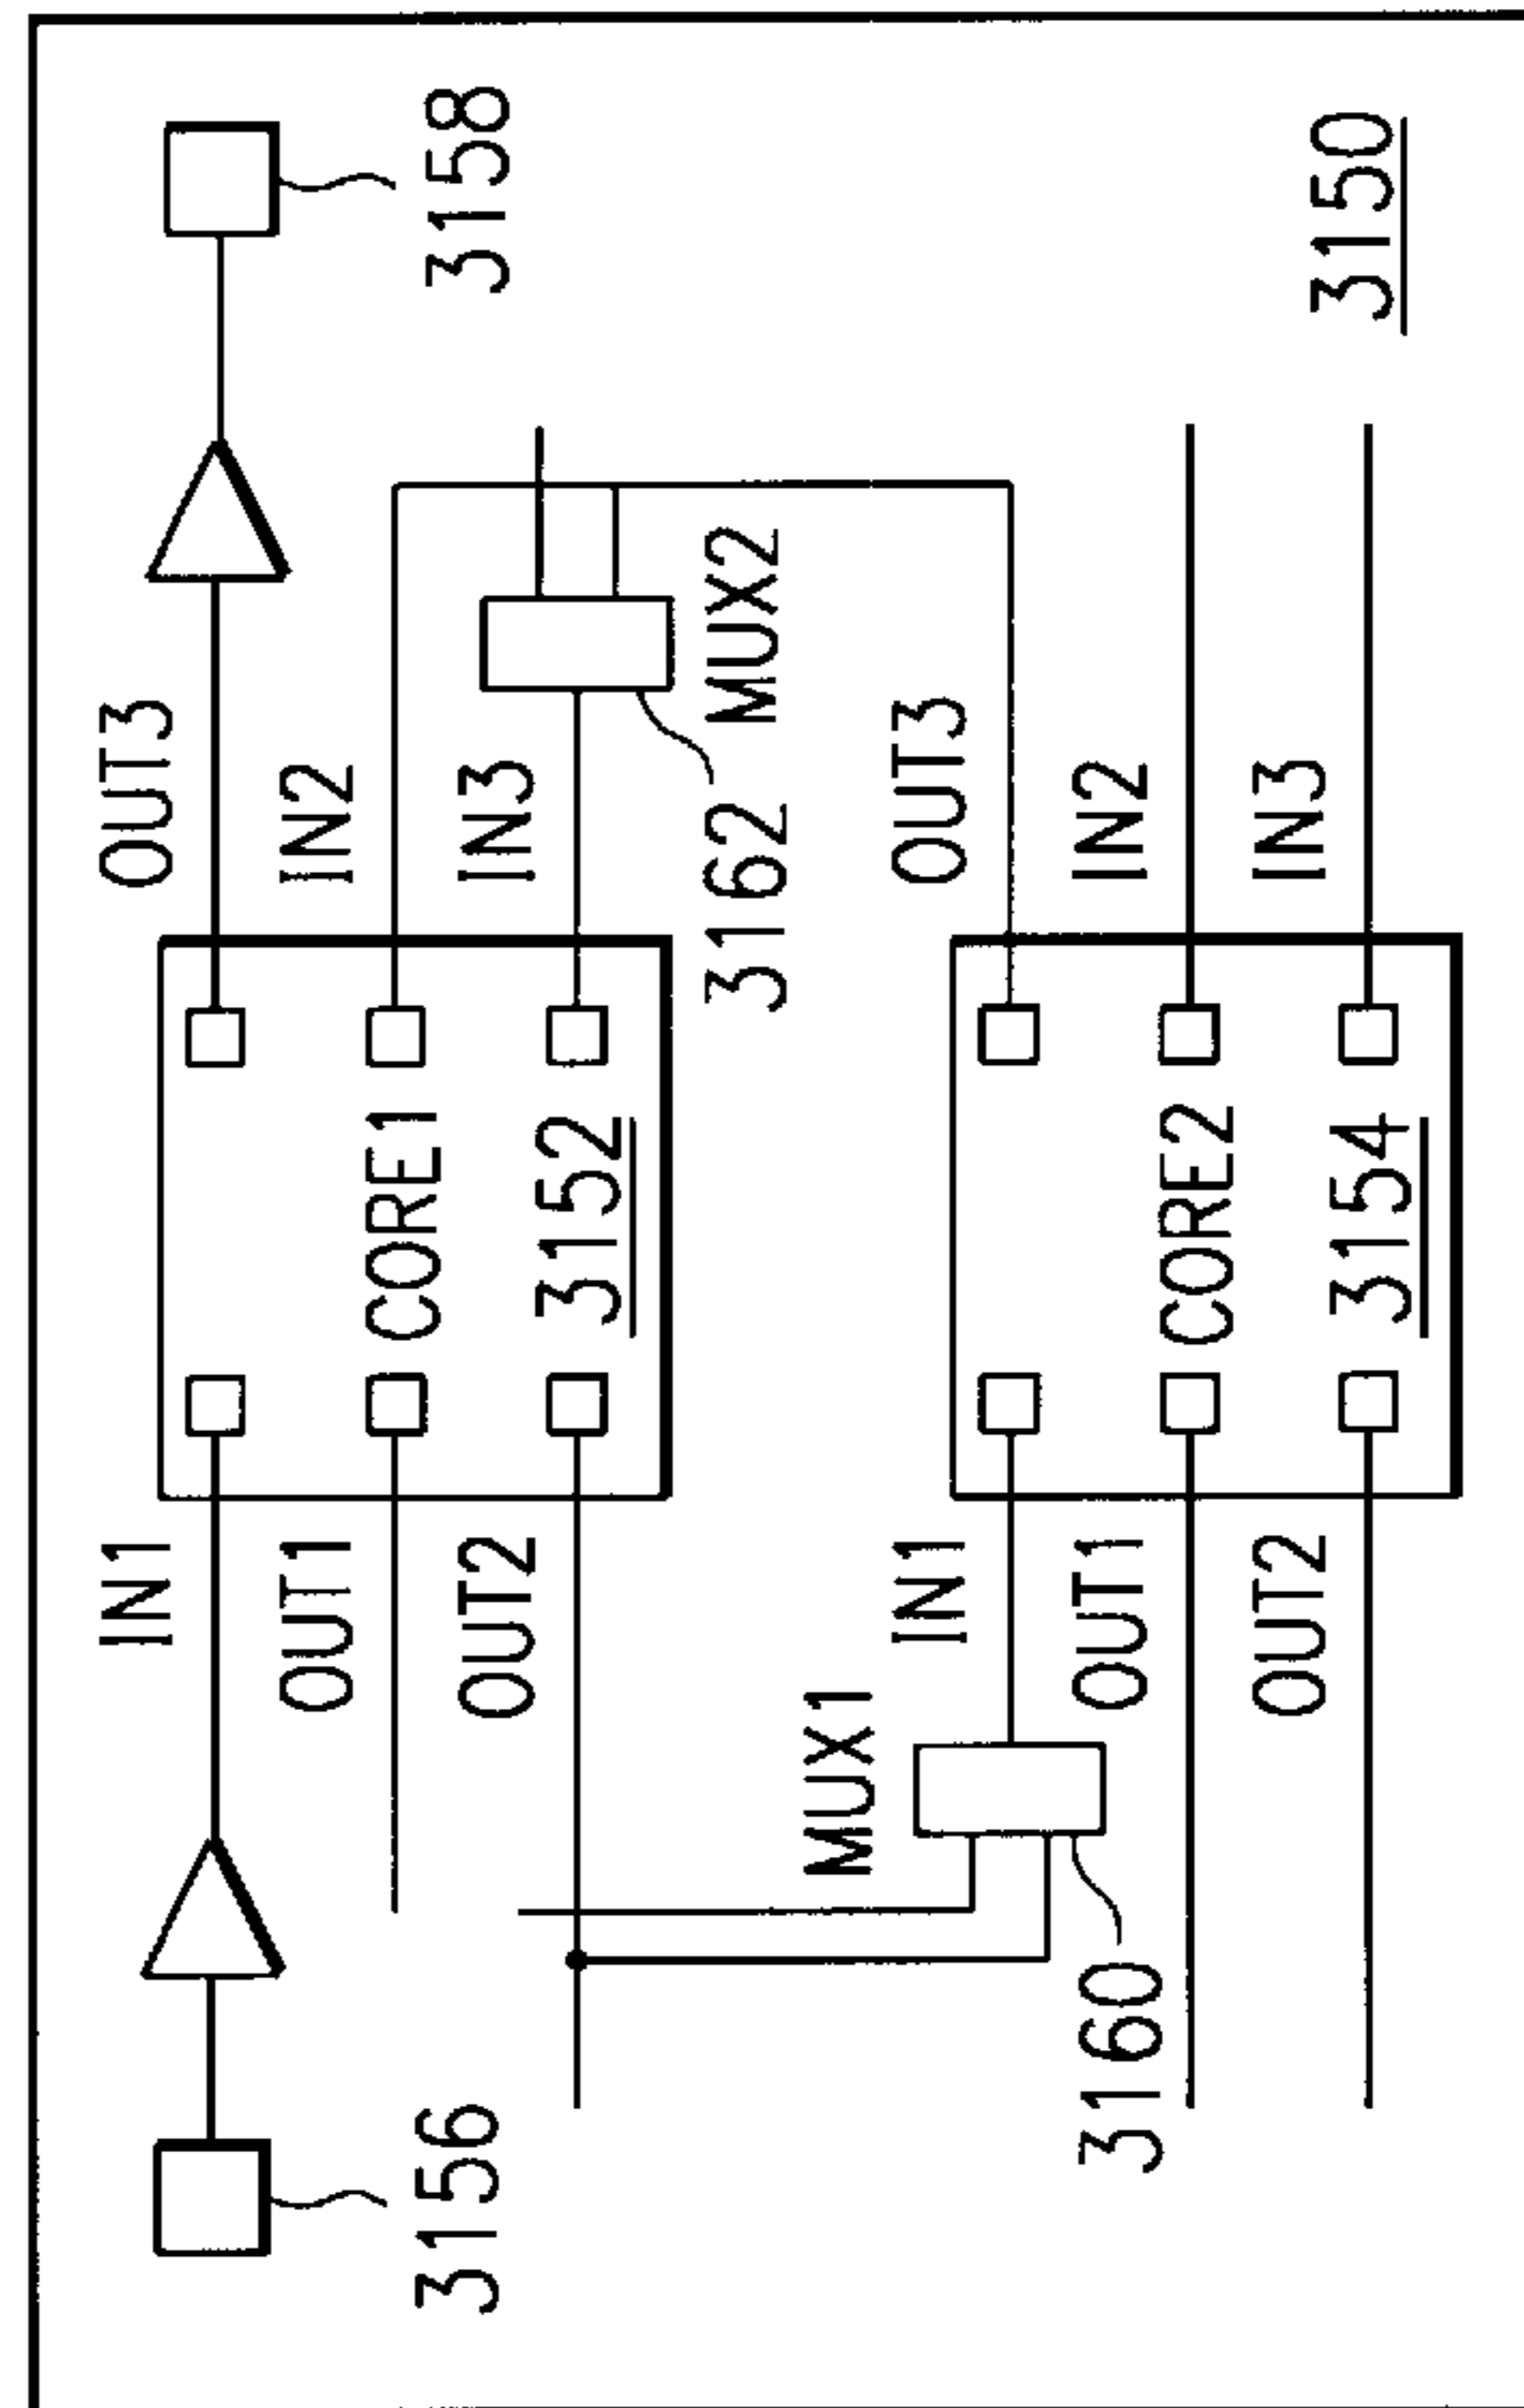 IN1
OUT3
3156
3158
OUT1
CORE1
IN2
OUT2
3152
IN3
MUX2
3162
MUX1
IN1
OUT3
3160
OUT1
CORE2
IN2
OUT2
3154
IN3
3150